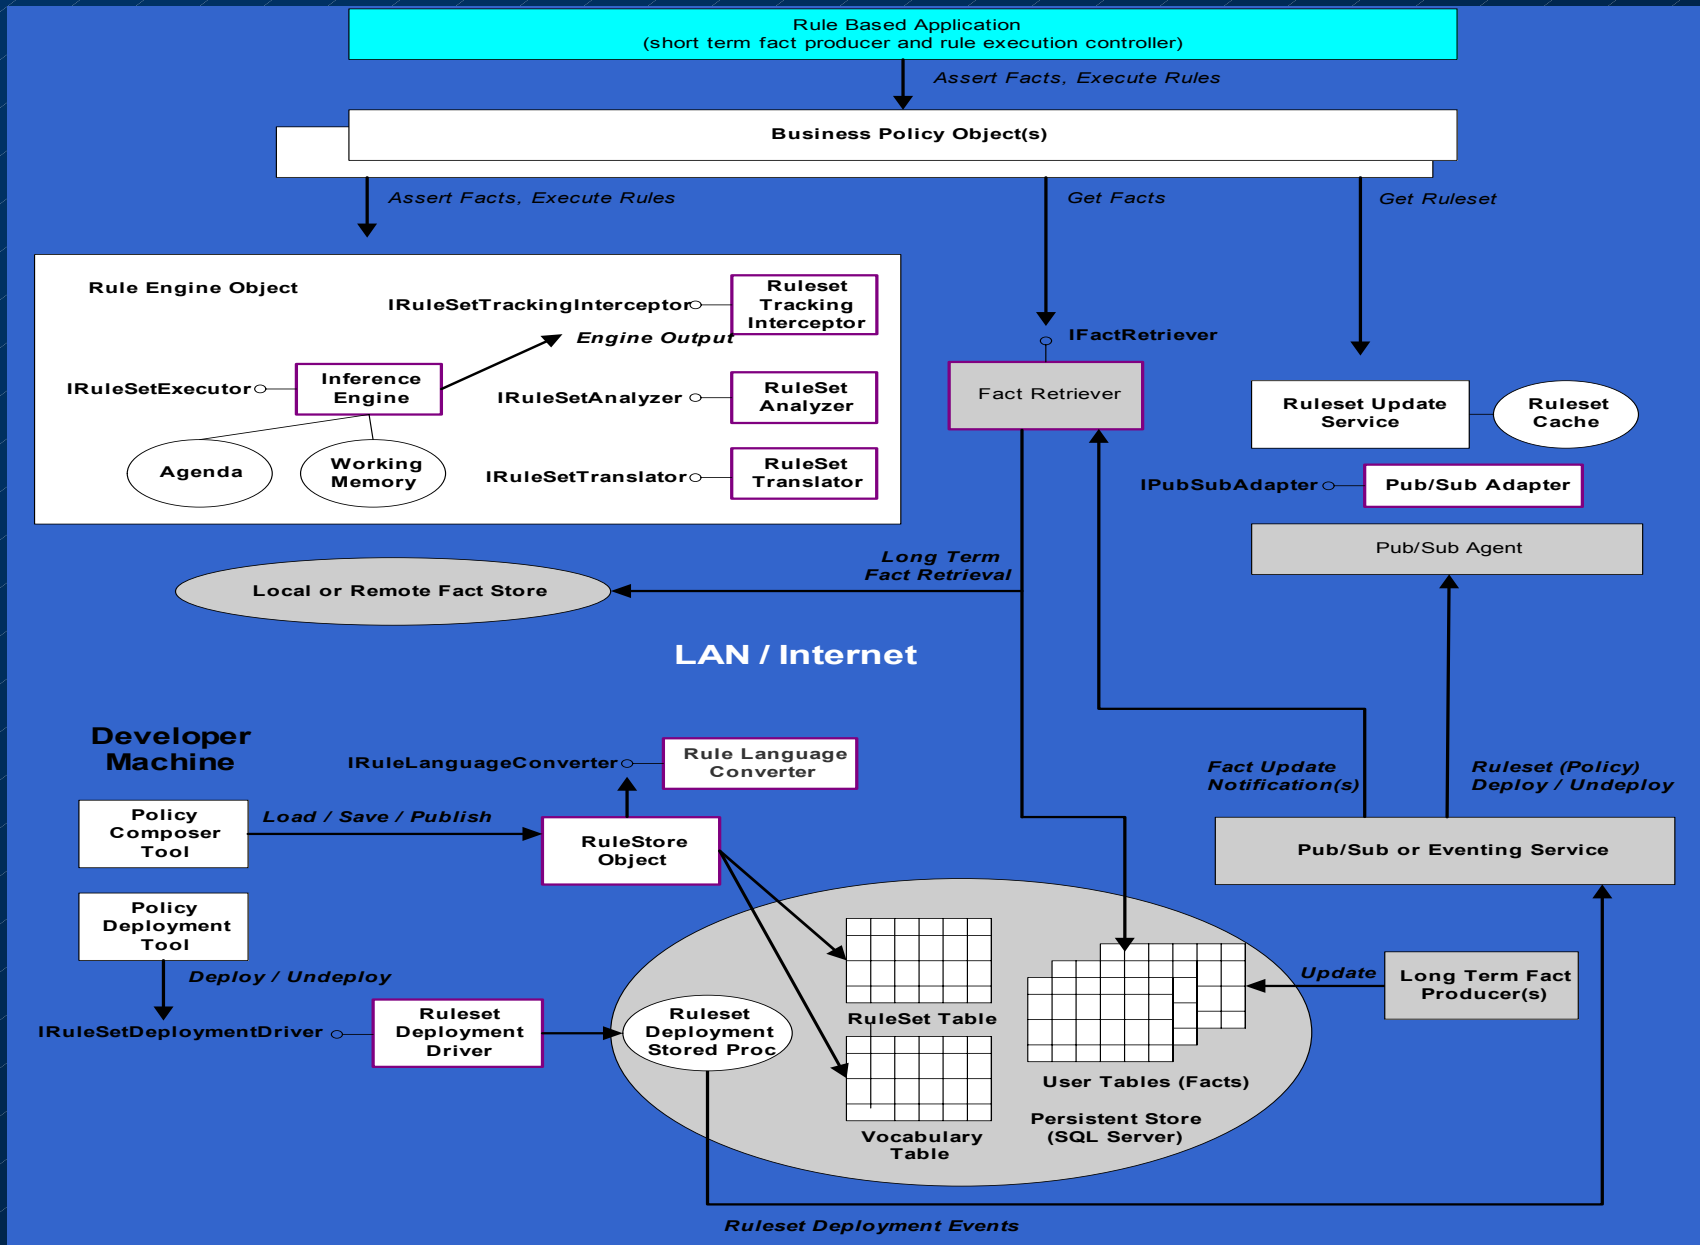 Rule Based Application
(short term fact producer and rule execution controller)
Assert Facts, Execute Rules
Business Policy Object(s)
Assert Facts, Execute Rules
Get Facts
Get Ruleset
Rule Engine Object
IRuleSetTrackingInterceptor
Ruleset
Tracking
Interceptor
Engine Output
IRuleSetExecutor
Inference
Engine
IRuleSetAnalyzer
RuleSet
Analyzer
Agenda
Working
Memory
IRuleSetTranslator
RuleSet
Translator
IFactRetriever
Fact Retriever
Ruleset Update
Service
Ruleset
Cache
IPubSubAdapter
Pub/Sub Adapter
Pub/Sub Agent
Long Term
Fact Retrieval
Local or Remote Fact Store
LAN / Internet
Developer
Machine
IRuleLanguageConverter
Rule Language
Converter
Fact Update
Notification(s)
Ruleset (Policy)
Deploy / Undeploy
Policy
Composer
Tool
Load / Save / Publish
RuleStore
Object
Pub/Sub or Eventing Service
Policy
Deployment
Tool
Deploy / Undeploy
IRuleSetDeploymentDriver
Ruleset
Deployment
Driver
Ruleset
Deployment
Stored Proc
RuleSet Table
Vocabulary
Table
User Tables (Facts)
Persistent Store
(SQL Server)
Update
Long Term Fact
Producer(s)
Ruleset Deployment Events